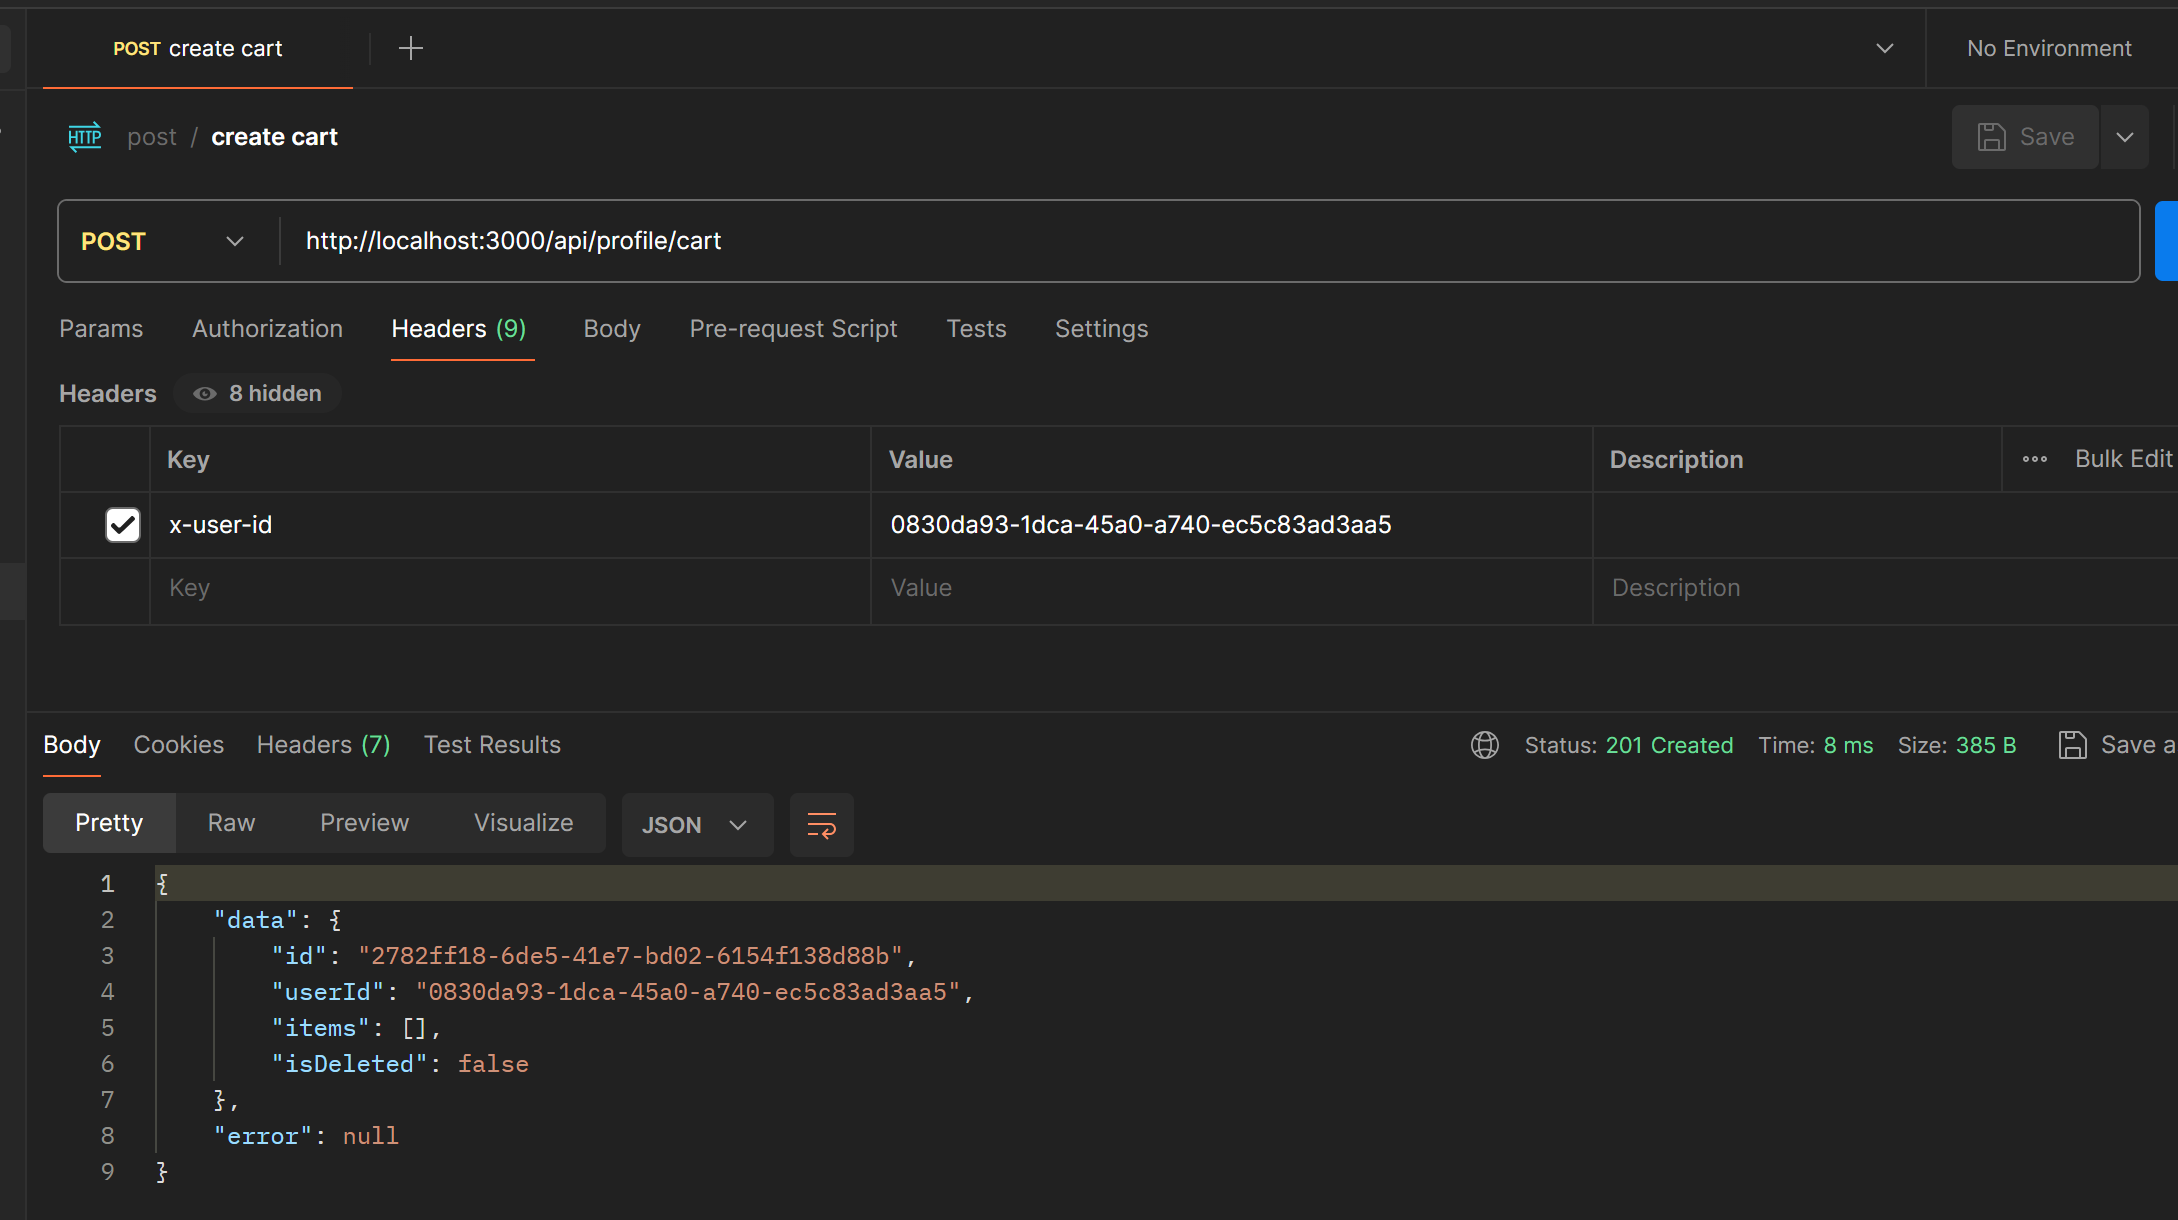 POST create cart
No Environment
HTTP post / create cart
Save
POST http://localhost:3000/api/profile/cart
Params Authorization Headers (9) Body Pre-request Script Tests Settings
Headers 8 hidden
Key Value Description Bulk Edit
x-user-id 0830da93-1dca-45a0-a740-ec5c83ad3aa5
Key Value Description
Body Cookies Headers (7) Test Results Status: 201 Created Time: 8 ms Size: 385 B Save a
Pretty Raw Preview Visualize JSON
1 {
2 "data": {
3 "id": "2782ff18-6de5-41e7-bd02-6154f138d88b",
4 "userId": "0830da93-1dca-45a0-a740-ec5c83ad3aa5",
5 "items": [],
6 "isDeleted": false
7 },
8 "error": null
9 }